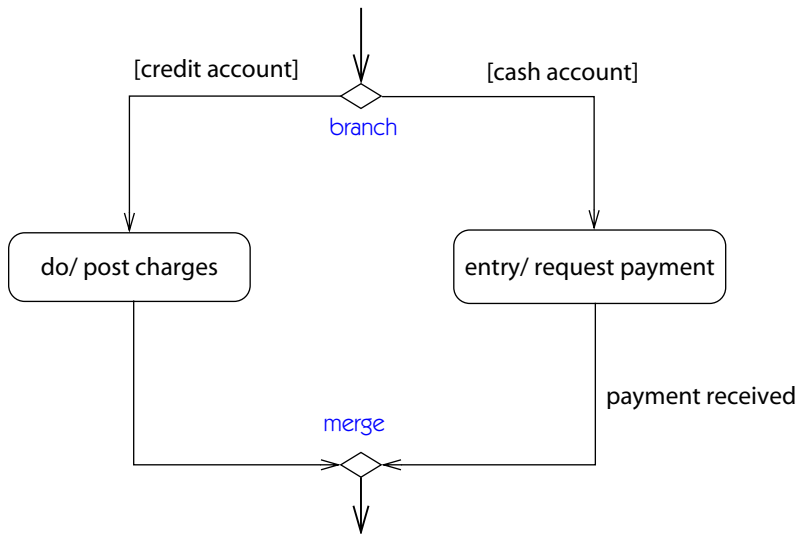 [credit account]
[cash account]
branch
do/ post charges
entry/ request payment
payment received
merge